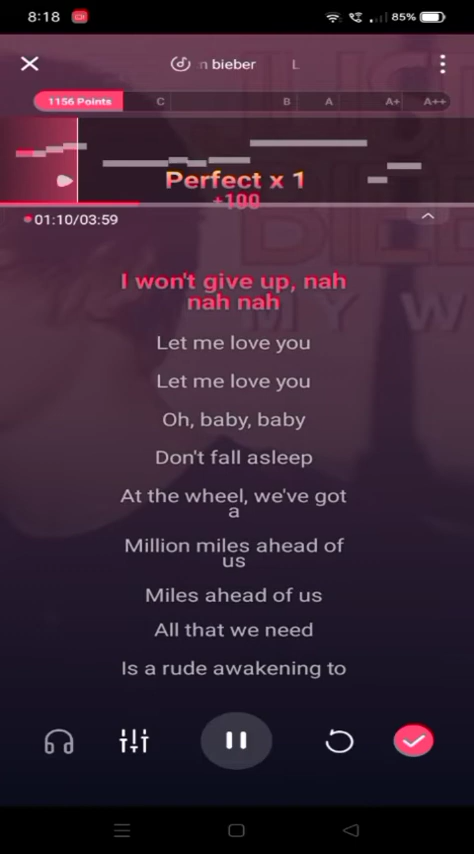 8:18
85%
n bieber L
1156 Points C B A A+ A++
Perfect x 1
+100
01:10/03:59
I won't give up, nah
nah nah
Let me love you
Let me love you
Oh, baby, baby
Don't fall asleep
At the wheel, we've got
a
Million miles ahead of
us
Miles ahead of us
All that we need
Is a rude awakening to